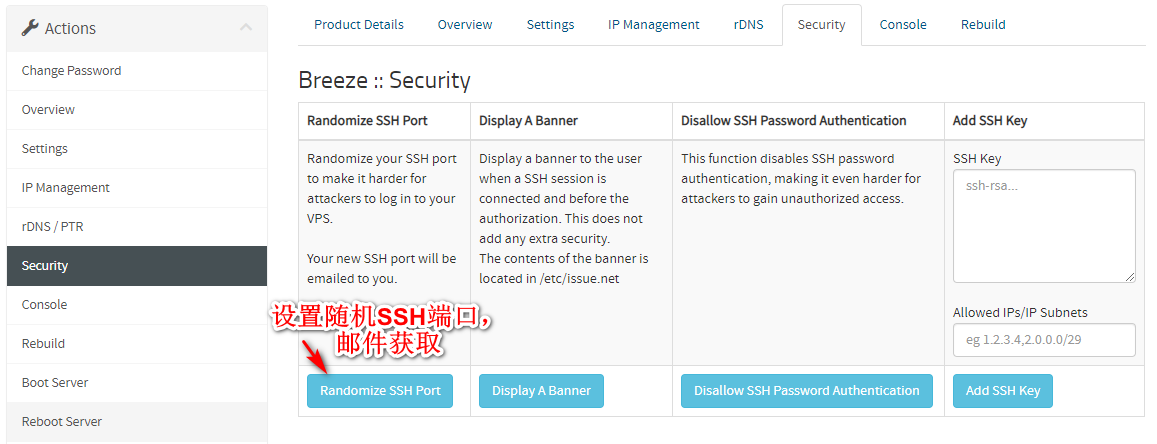 Actions
Change Password
Overview
Settings
IP Management
rDNS / PTR
Security
Console
Rebuild
Boot Server
Reboot Server
Product Details
Overview
Settings
IP Management
rDNS
Security
Console
Rebuild
Breeze :: Security
Randomize SSH Port
Display A Banner
Disallow SSH Password Authentication
Add SSH Key
Randomize your SSH port
to make it harder for
attackers to log in to your
VPS.
Your new SSH port will be
emailed to you.
Display a banner to the user
when a SSH session is
connected and before the
authorization. This does not
add any extra security.
The contents of the banner is
located in /etc/issue.net
This function disables SSH password
authentication, making it even harder for
attackers to gain unauthorized access.
SSH Key
ssh-rsa...
Allowed IPs/IP Subnets
eg 1.2.3.4,2.0.0.0/29
设置随机SSH端口，
邮件获取
Randomize SSH Port
Display A Banner
Disallow SSH Password Authentication
Add SSH Key